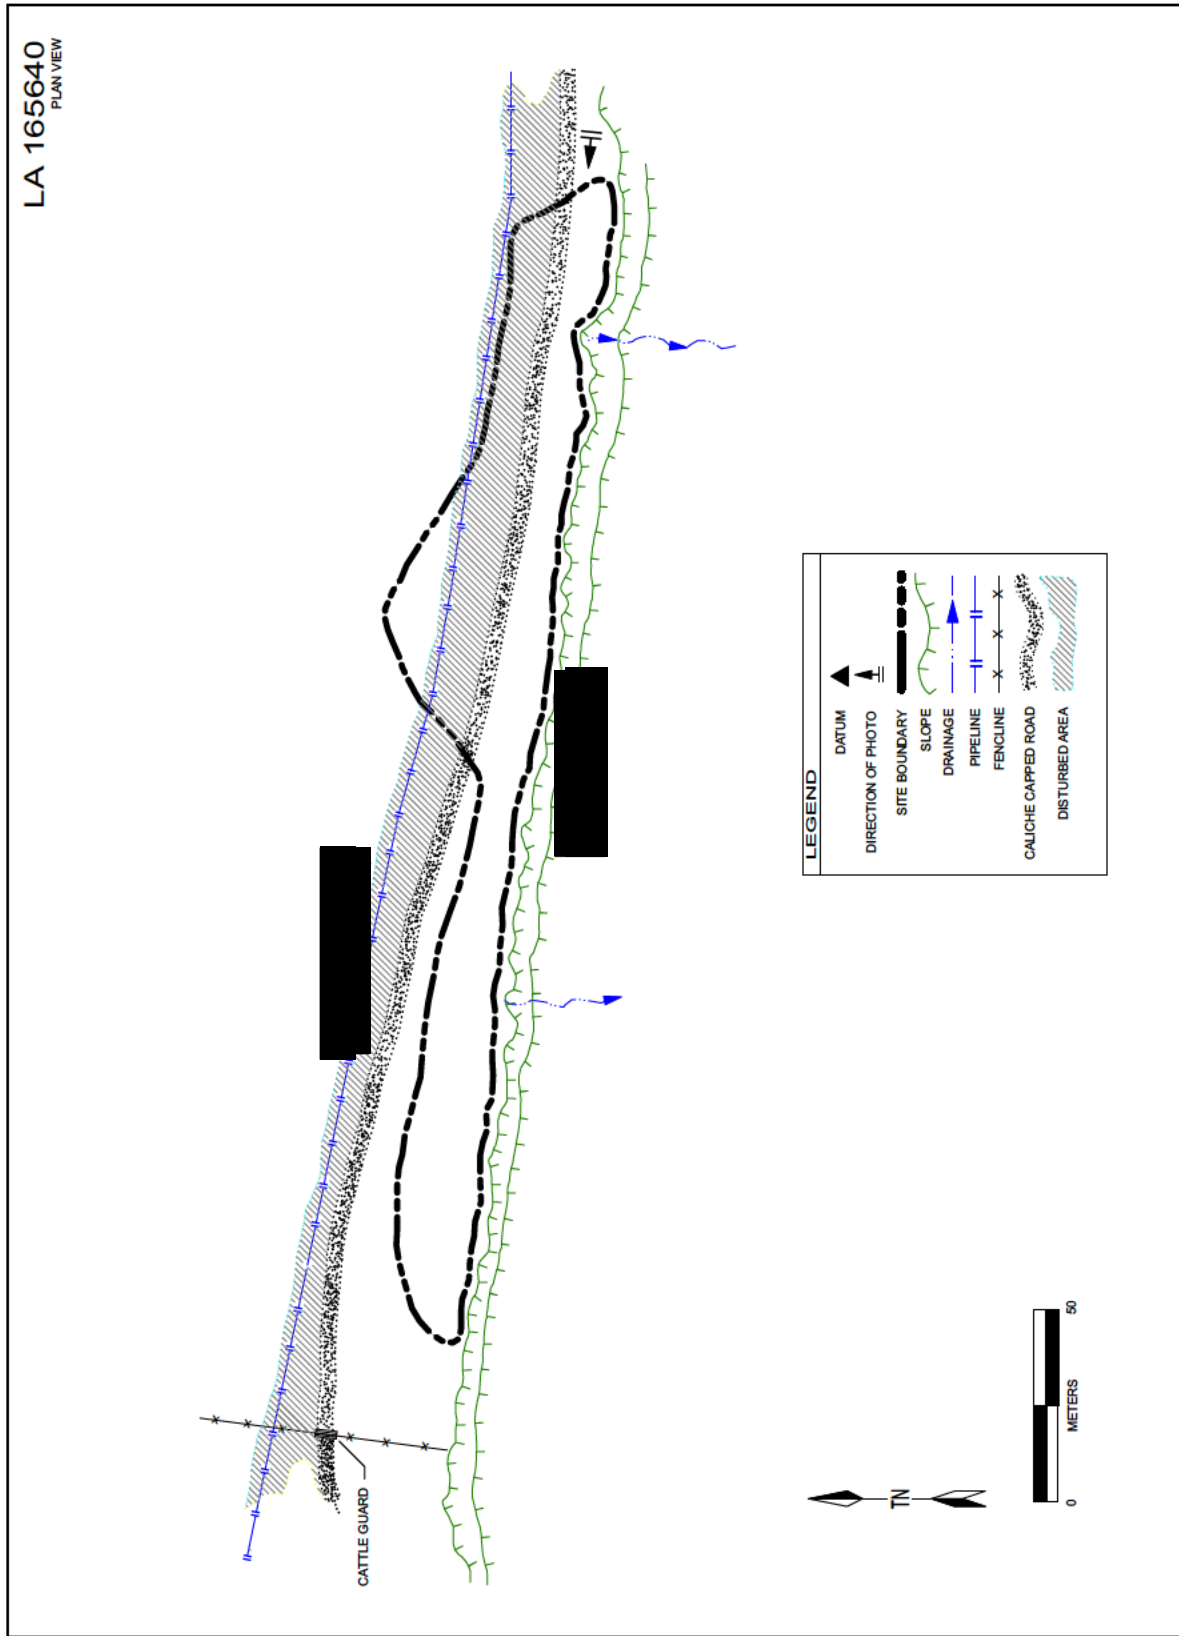 LA 165640
PLAN VIEW
CATTLE GUARD
LEGEND
DATUM
DIRECTION OF PHOTO
SITE BOUNDARY
SLOPE
DRAINAGE
PIPELINE
FENCLINE
CALICHE CAPPED ROAD
DISTURBED AREA
TN
0
50
METERS